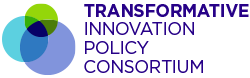 TRANSFORMATIVE
INNOVATION
POLICY
CONSORTIUM